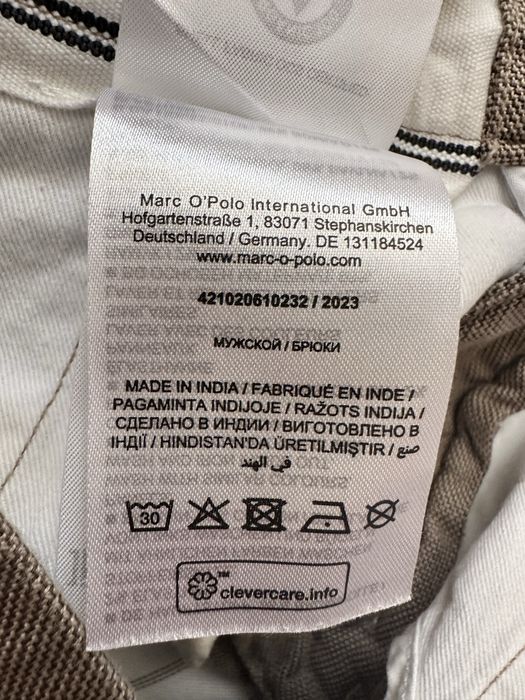 Marc O'Polo International GmbH
Hofgartenstraße 1, 83071 Stephanskirchen
Deutschland / Germany. DE 131184524
www.marc-o-polo.com
421020610232 / 2023
МУЖСКОЙ / БРЮКИ
MADE IN INDIA / FABRIQUÉ EN INDE /
PAGAMINTA INDIJOJE / RAŽOTS INDIJA /
СДЕЛАНО В ИНДИИ / ВИГОТОВЛЕНО В
ІНДІЇ / HINDISTAN'DA ÜRETILMIŞTIR / صنع
في الهند
30
™
clevercare.info